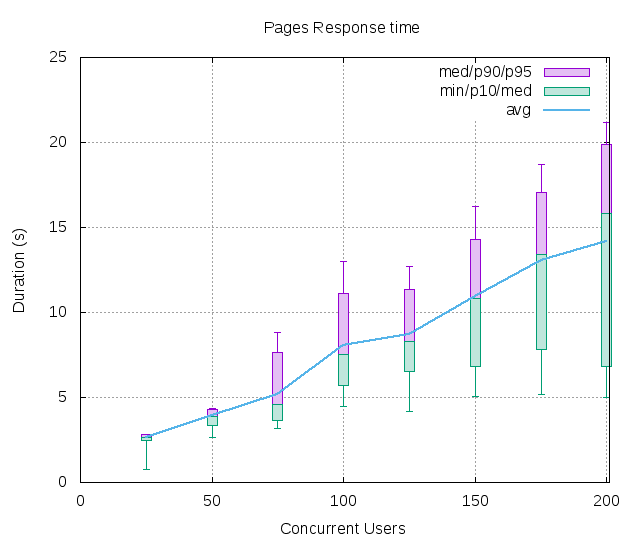 Pages Response time
med/p90/p95
min/p10/med
avg
25
20
15
10
5
0
Duration (s)
0 50 100 150 200
Concurrent Users